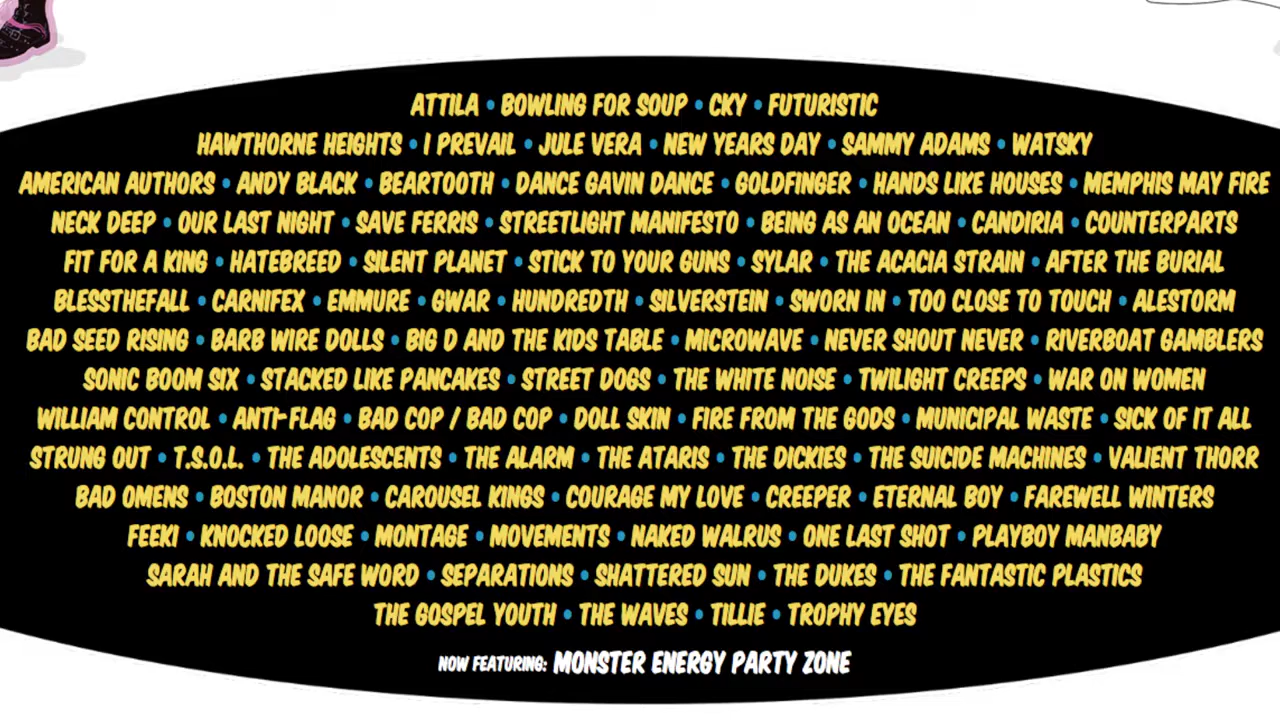 ATTILA • BOWLING FOR SOUP • CKY • FUTURISTIC
HAWTHORNE HEIGHTS • I PREVAIL • JULE VERA • NEW YEARS DAY • SAMMY ADAMS • WATSKY
AMERICAN AUTHORS • ANDY BLACK • BEARTOOTH • DANCE GAVIN DANCE • GOLDFINGER • HANDS LIKE HOUSES • MEMPHIS MAY FIRE
NECK DEEP • OUR LAST NIGHT • SAVE FERRIS • STREETLIGHT MANIFESTO • BEING AS AN OCEAN • CANDIRIA • COUNTERPARTS
FIT FOR A KING • HATEBREED • SILENT PLANET • STICK TO YOUR GUNS • SYLAR • THE ACACIA STRAIN • AFTER THE BURIAL
BLESSTHEFALL • CARNIFEX • EMMURE • GWAR • HUNDREDTH • SILVERSTEIN • SWORN IN • TOO CLOSE TO TOUCH • ALESTORM
BAD SEED RISING • BARB WIRE DOLLS • BIG D AND THE KIDS TABLE • MICROWAVE • NEVER SHOUT NEVER • RIVERBOAT GAMBLERS
SONIC BOOM SIX • STACKED LIKE PANCAKES • STREET DOGS • THE WHITE NOISE • TWILIGHT CREEPS • WAR ON WOMEN
WILLIAM CONTROL • ANTI-FLAG • BAD COP / BAD COP • DOLL SKIN • FIRE FROM THE GODS • MUNICIPAL WASTE • SICK OF IT ALL
STRUNG OUT • T.S.O.L. • THE ADOLESCENTS • THE ALARM • THE ATARIS • THE DICKIES • THE SUICIDE MACHINES • VALIENT THORR
BAD OMENS • BOSTON MANOR • CAROUSEL KINGS • COURAGE MY LOVE • CREEPER • ETERNAL BOY • FAREWELL WINTERS
FEEKI • KNOCKED LOOSE • MONTAGE • MOVEMENTS • NAKED WALRUS • ONE LAST SHOT • PLAYBOY MANBABY
SARAH AND THE SAFE WORD • SEPARATIONS • SHATTERED SUN • THE DUKES • THE FANTASTIC PLASTICS
THE GOSPEL YOUTH • THE WAVES • TILLIE • TROPHY EYES
NOW FEATURING: MONSTER ENERGY PARTY ZONE